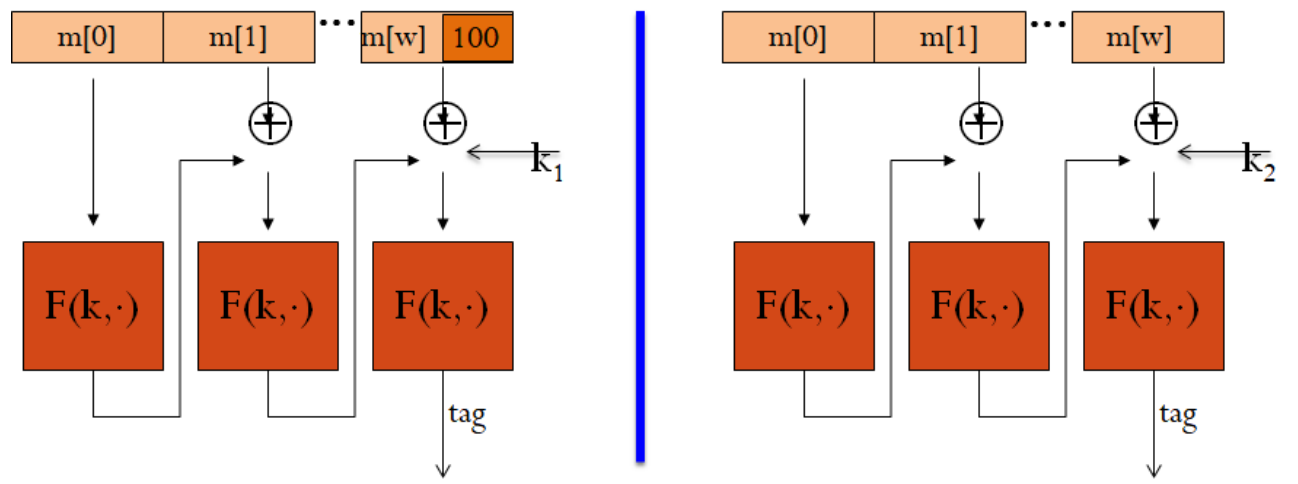 m[0] m[1] ••• m[w] 100
k₁
F(k,·) F(k,·) F(k,·)
tag
m[0] m[1] ••• m[w]
k₂
F(k,·) F(k,·) F(k,·)
tag